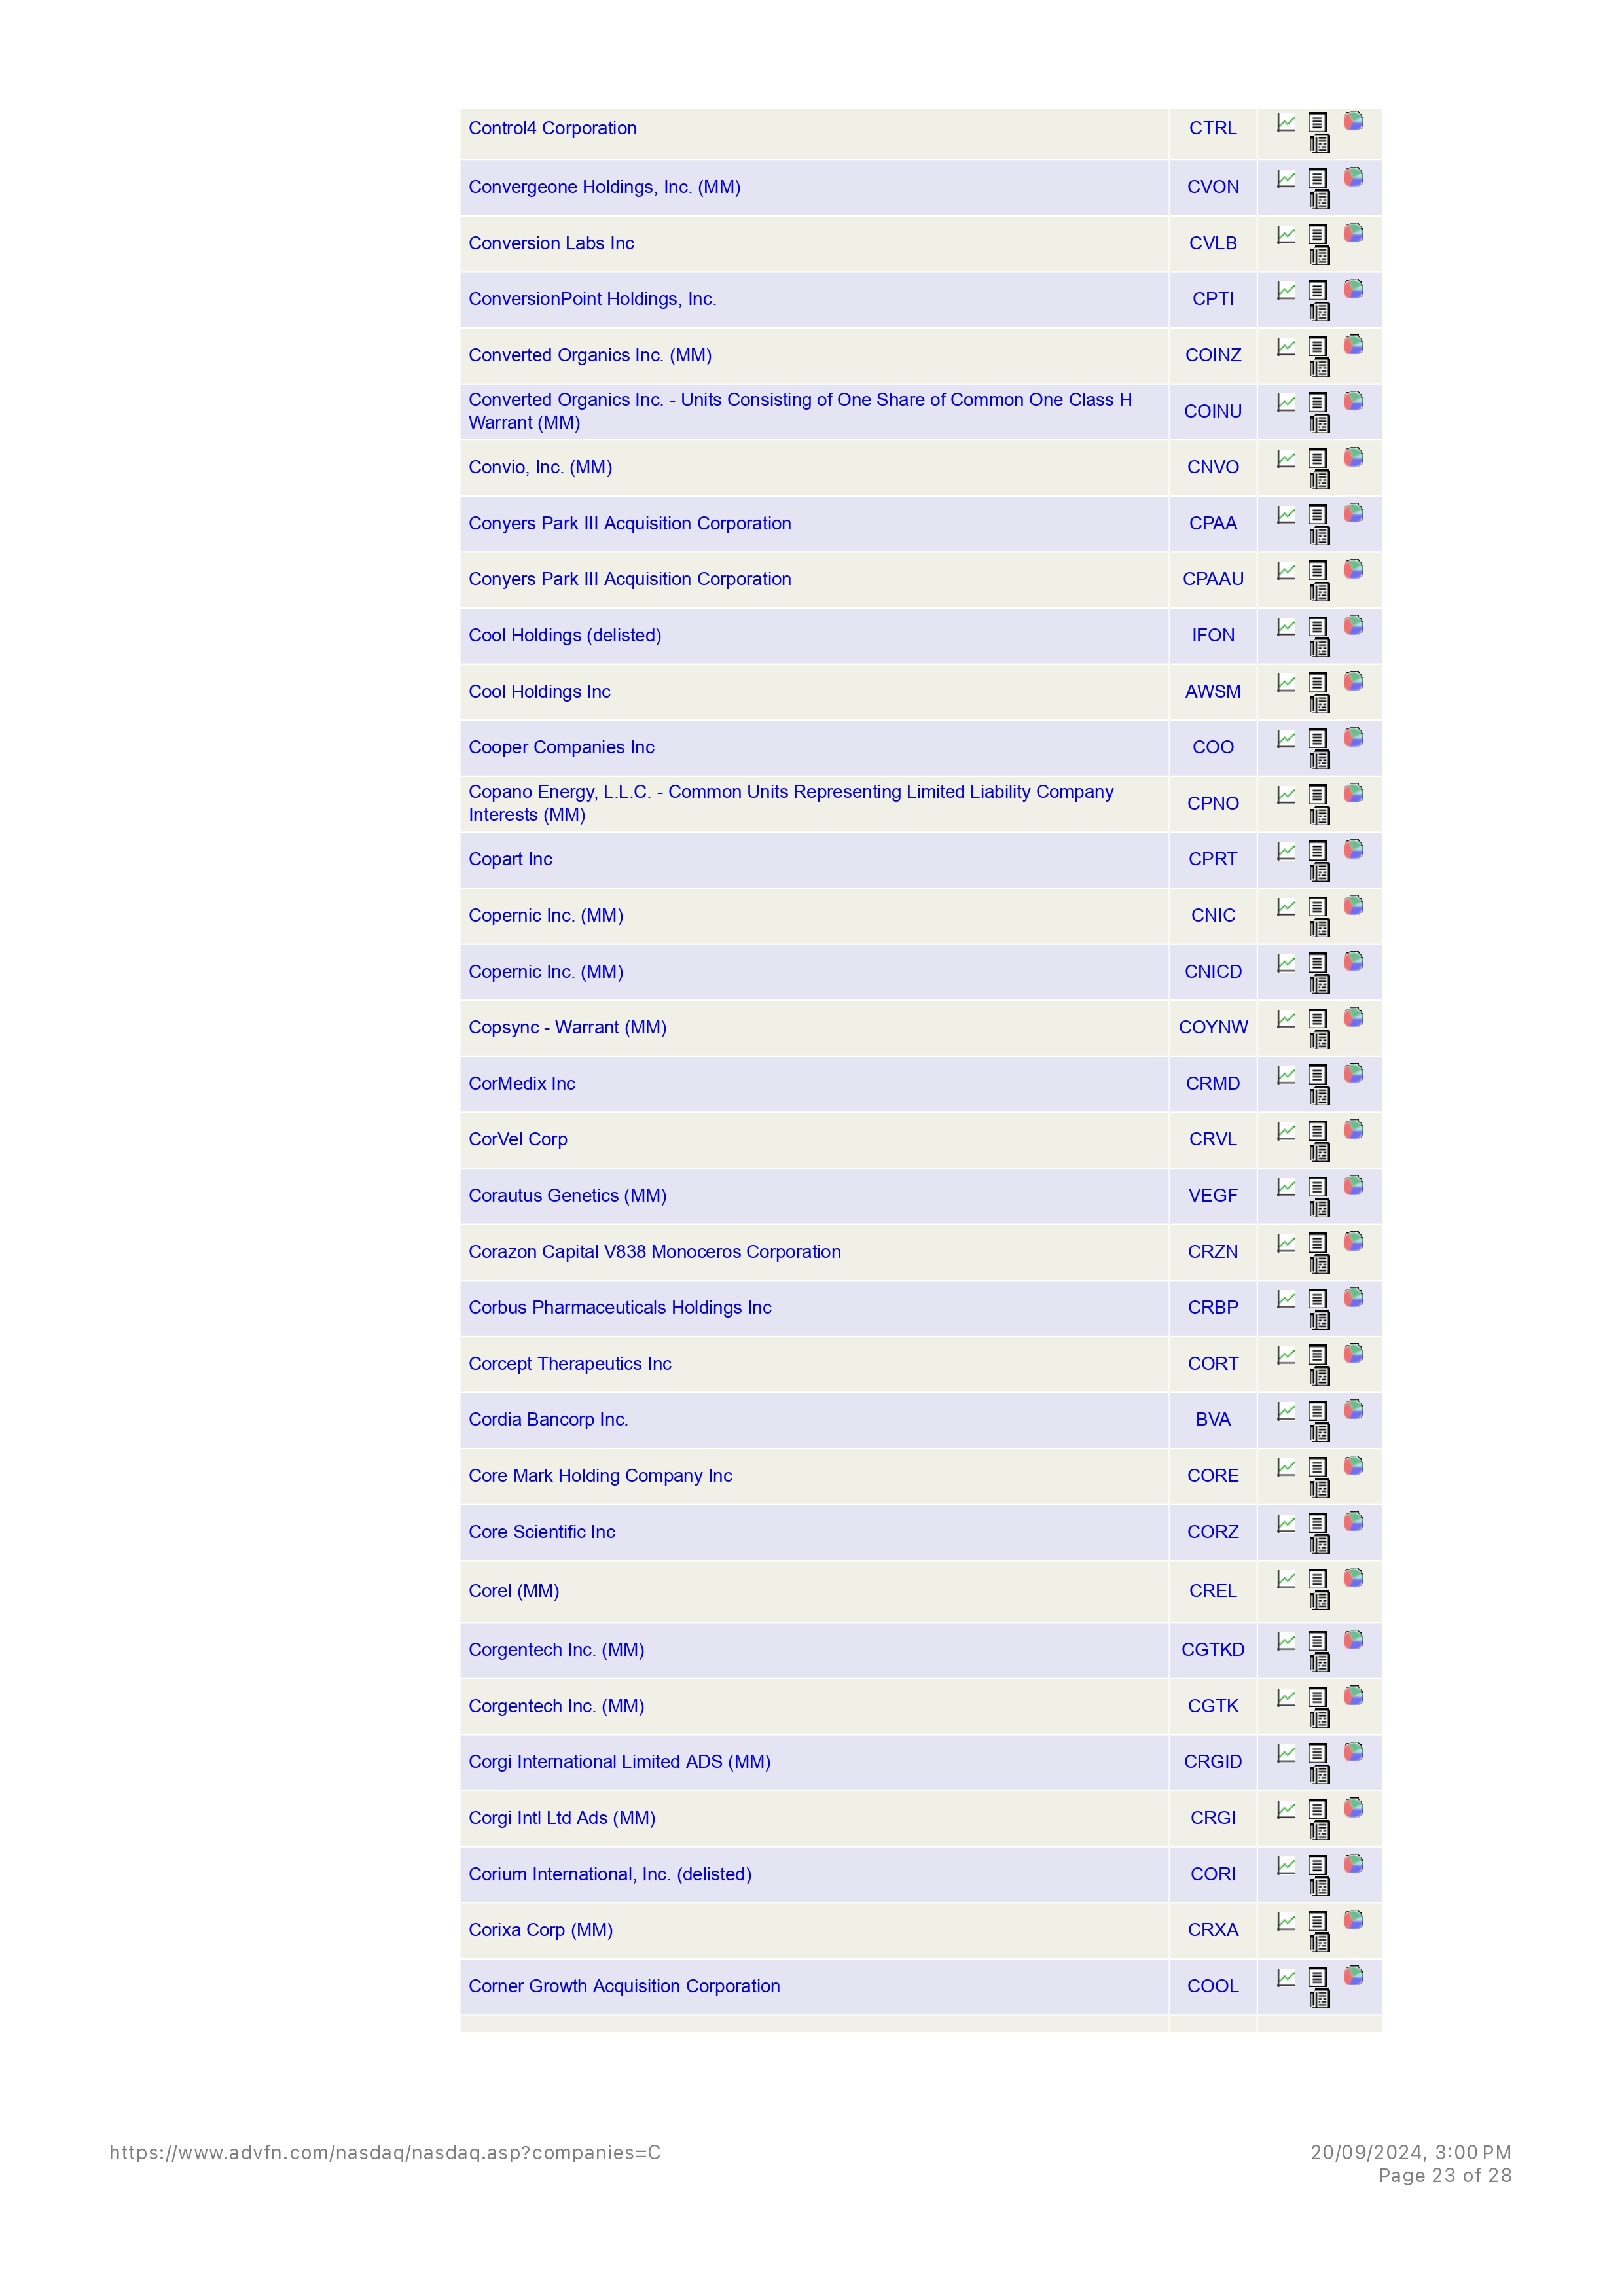 Control4 Corporation CTRL
Convergeone Holdings, Inc. (MM) CVON
Conversion Labs Inc CVLB
ConversionPoint Holdings, Inc. CPTI
Converted Organics Inc. (MM) COINZ
Converted Organics Inc. - Units Consisting of One Share of Common One Class H
Warrant (MM) COINU
Convio, Inc. (MM) CNVO
Conyers Park III Acquisition Corporation CPAA
Conyers Park III Acquisition Corporation CPAAU
Cool Holdings (delisted) IFON
Cool Holdings Inc AWSM
Cooper Companies Inc COO
Copano Energy, L.L.C. - Common Units Representing Limited Liability Company
Interests (MM) CPNO
Copart Inc CPRT
Copernic Inc. (MM) CNIC
Copernic Inc. (MM) CNICD
Copsync - Warrant (MM) COYNW
CorMedix Inc CRMD
CorVel Corp CRVL
Corautus Genetics (MM) VEGF
Corazon Capital V838 Monoceros Corporation CRZN
Corbus Pharmaceuticals Holdings Inc CRBP
Corcept Therapeutics Inc CORT
Cordia Bancorp Inc. BVA
Core Mark Holding Company Inc CORE
Core Scientific Inc CORZ
Corel (MM) CREL
Corgentech Inc. (MM) CGTKD
Corgentech Inc. (MM) CGTK
Corgi International Limited ADS (MM) CRGID
Corgi Intl Ltd Ads (MM) CRGI
Corium International, Inc. (delisted) CORI
Corixa Corp (MM) CRXA
Corner Growth Acquisition Corporation COOL
https://www.advfn.com/nasdaq/nasdaq.asp?companies=C 20/09/2024, 3:00 PM
Page 23 of 28